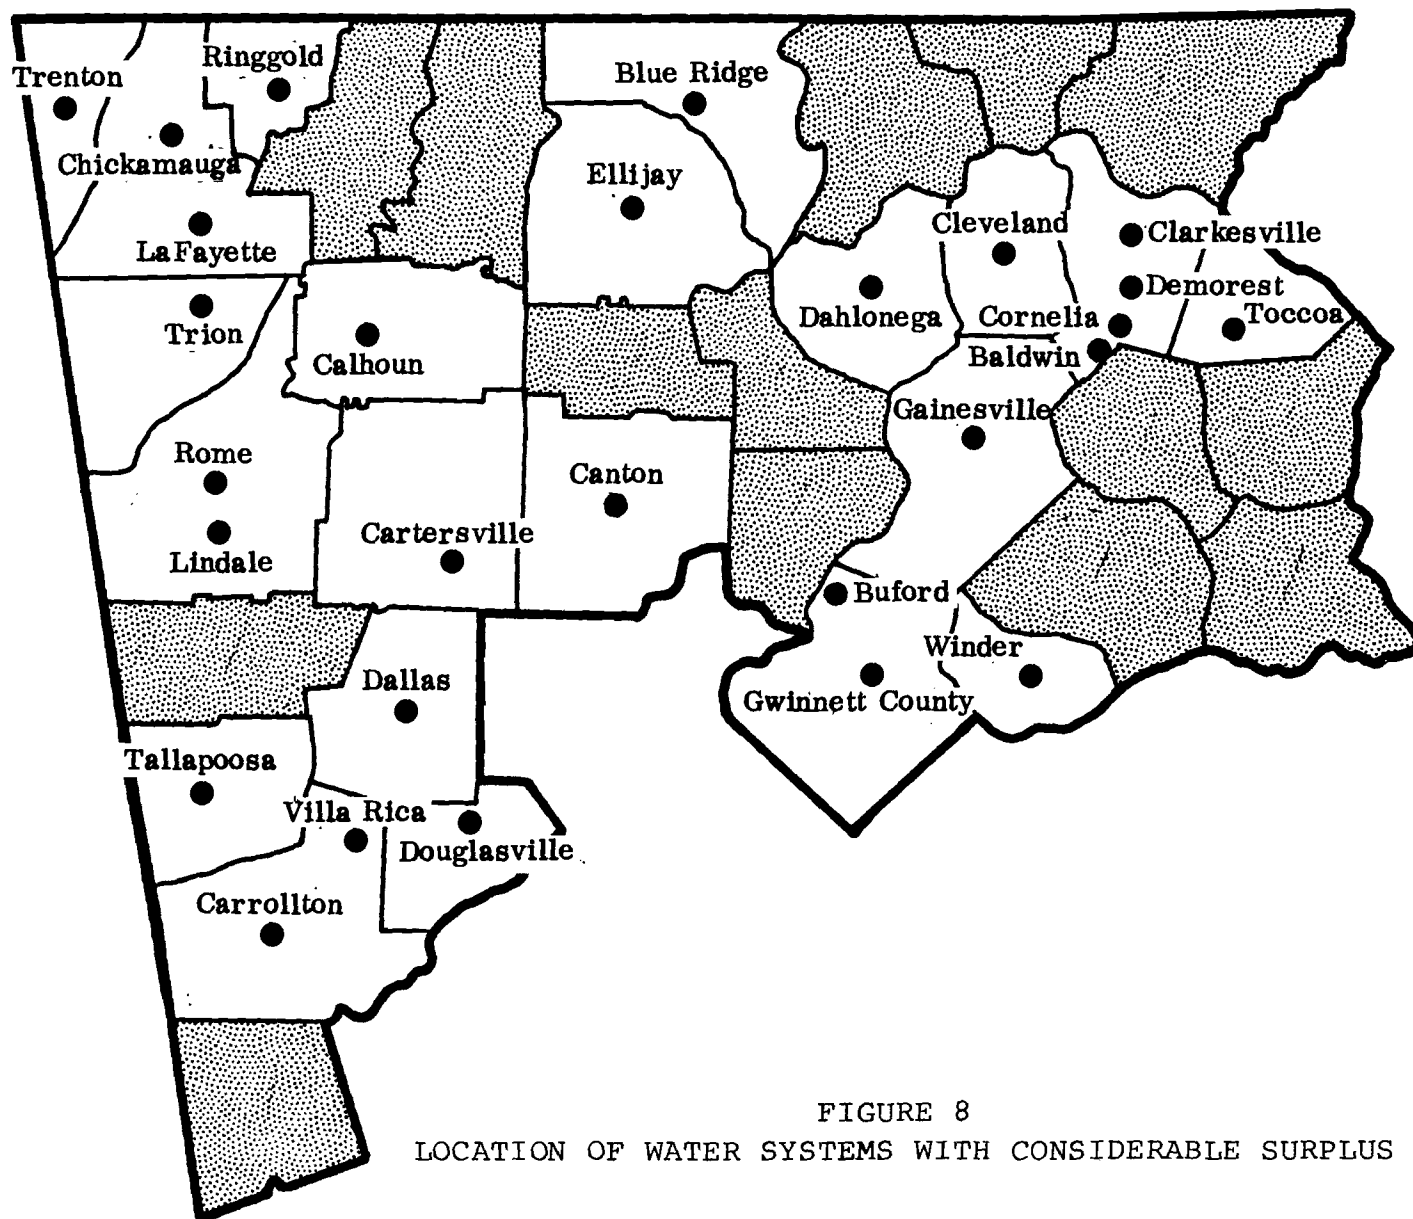 Ringgold
Blue Ridge
Trenton
Chickamauga
Ellijay
Cleveland
Clarkesville
LaFayette
Demorest
Trion
Dahlonega
Cornelia
Toccoa
Calhoun
Baldwin
Gainesville
Rome
Canton
Cartersville
Lindale
Buford
Winder
Dallas
Gwinnett County
Tallapoosa
Villa Rica
Douglasville
Carrollton
FIGURE 8
LOCATION OF WATER SYSTEMS WITH CONSIDERABLE SURPLUS